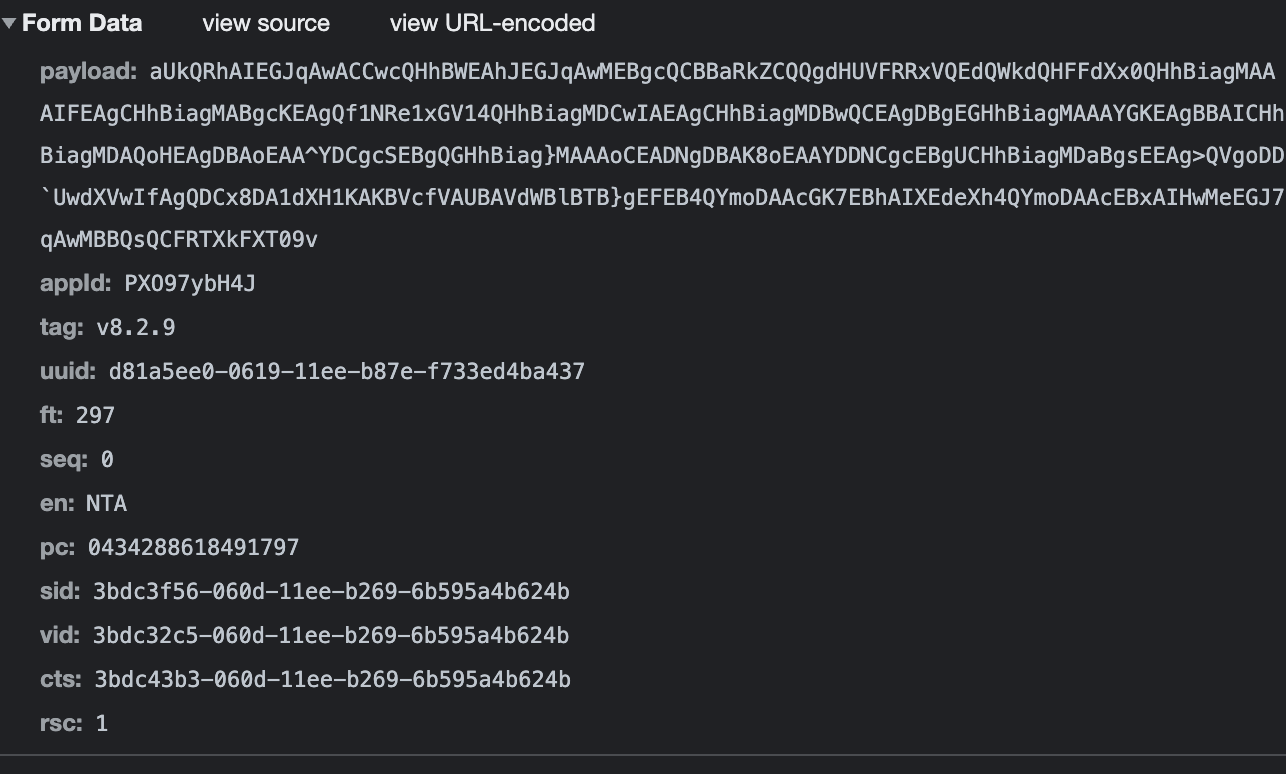 Form Data view source view URL-encoded
payload: aUkQRhAIEGJqAwACCwcQHhBWEAhJEGJqAwMEBgcQCBBaRkZCQQgdHUVFRRxVQEdQWkdQHFFdXx0QHhBiagMAA
AIFEAgCHhBiagMABgcKEAgQf1NRe1xGV14QHhBiagMDCwIAEAgCHhBiagMDBwQCEAgDBgEGHhBiagMAAAYGKEAgBBAICHh
BiagMDAQoHEAgDBAoEAA^YDCgcSEBgQGHhBiag}MAAAoCEADNgDBAK8oEAAYDDNCgcEBgUCHhBiagMDaBgsEEAg>QVgoDD
`UwdXVwIfAgQDCx8DA1dXH1KAKBVcfVAUBAVdWBlBTB}gEFEB4QYmoDAAcGK7EBhAIXEdeXh4QYmoDAAcEBxAIHwMeEGJ7
qAwMBBQsQCFRTXkFXT09v
appId: PXO97ybH4J
tag: v8.2.9
uuid: d81a5ee0-0619-11ee-b87e-f733ed4ba437
ft: 297
seq: 0
en: NTA
pc: 0434288618491797
sid: 3bdc3f56-060d-11ee-b269-6b595a4b624b
vid: 3bdc32c5-060d-11ee-b269-6b595a4b624b
cts: 3bdc43b3-060d-11ee-b269-6b595a4b624b
rsc: 1